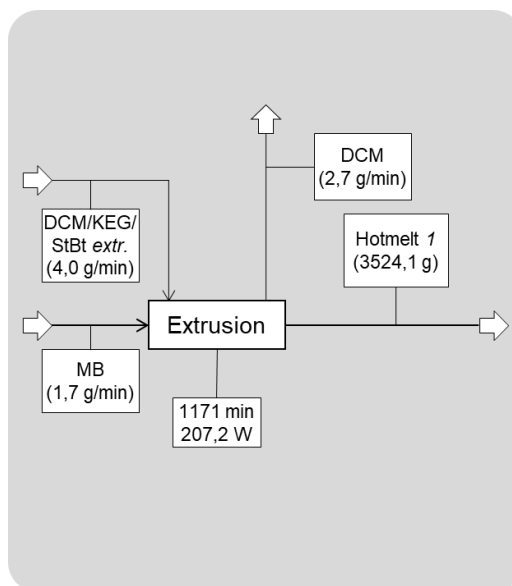 DCM
(2,7 g/min)
DCM/KEG/
StBt extr.
(4,0 g/min)
Hotmelt 1
(3524,1 g)
Extrusion
MB
(1,7 g/min)
1171 min
207,2 W